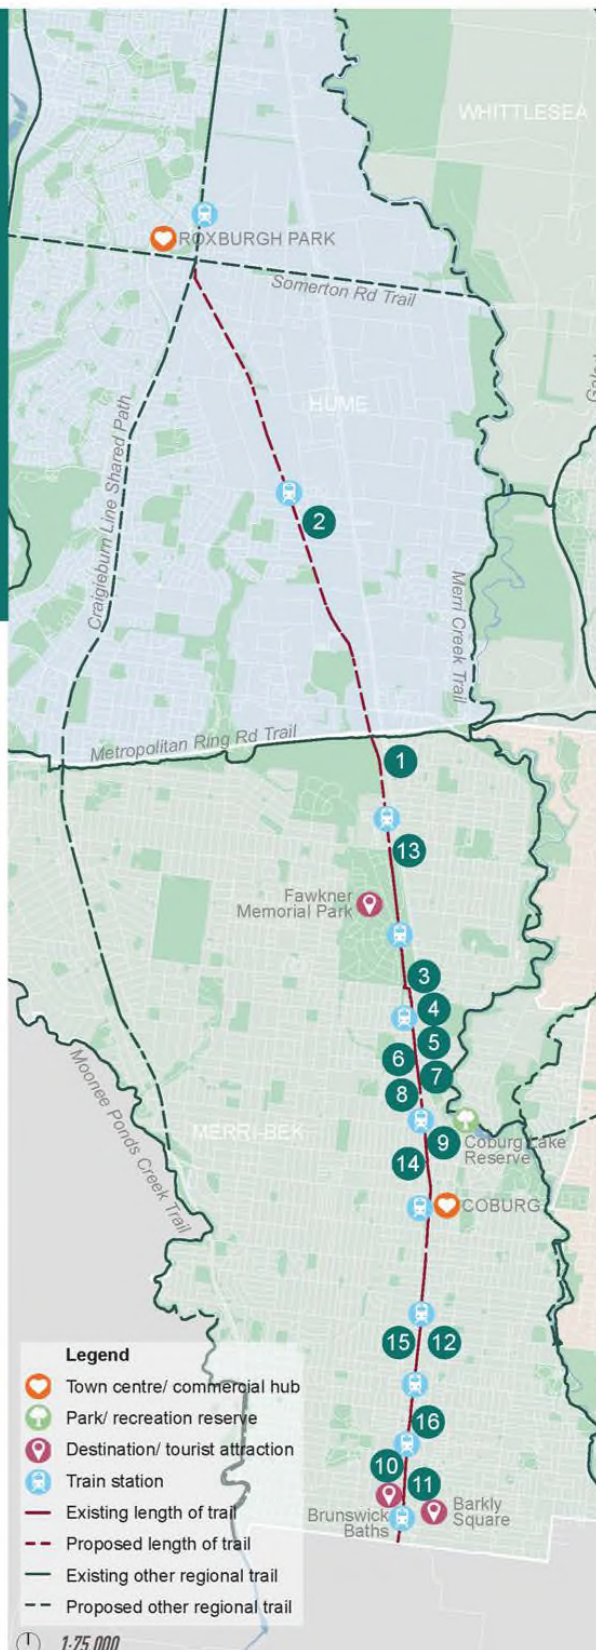 WHITTLESEA
ROXBURGH PARK
Somerton Rd Trail
HUME
Craigieburn Line Shared Path
2
Merri Creek Trail
Metropolitan Ring Rd Trail
1
13
Fawkner
Memorial Park
3
4
5
6
7
8
9
Coburg Lake
Reserve
14
MERRI-BEK
Moonee Ponds Creek Trail
COBURG
15
12
16
10
11
Brunswick
Baths
Barkly
Square
Legend
Town centre/ commercial hub
Park/ recreation reserve
Destination/ tourist attraction
Train station
Existing length of trail
Proposed length of trail
Existing other regional trail
Proposed other regional trail
1:75,000